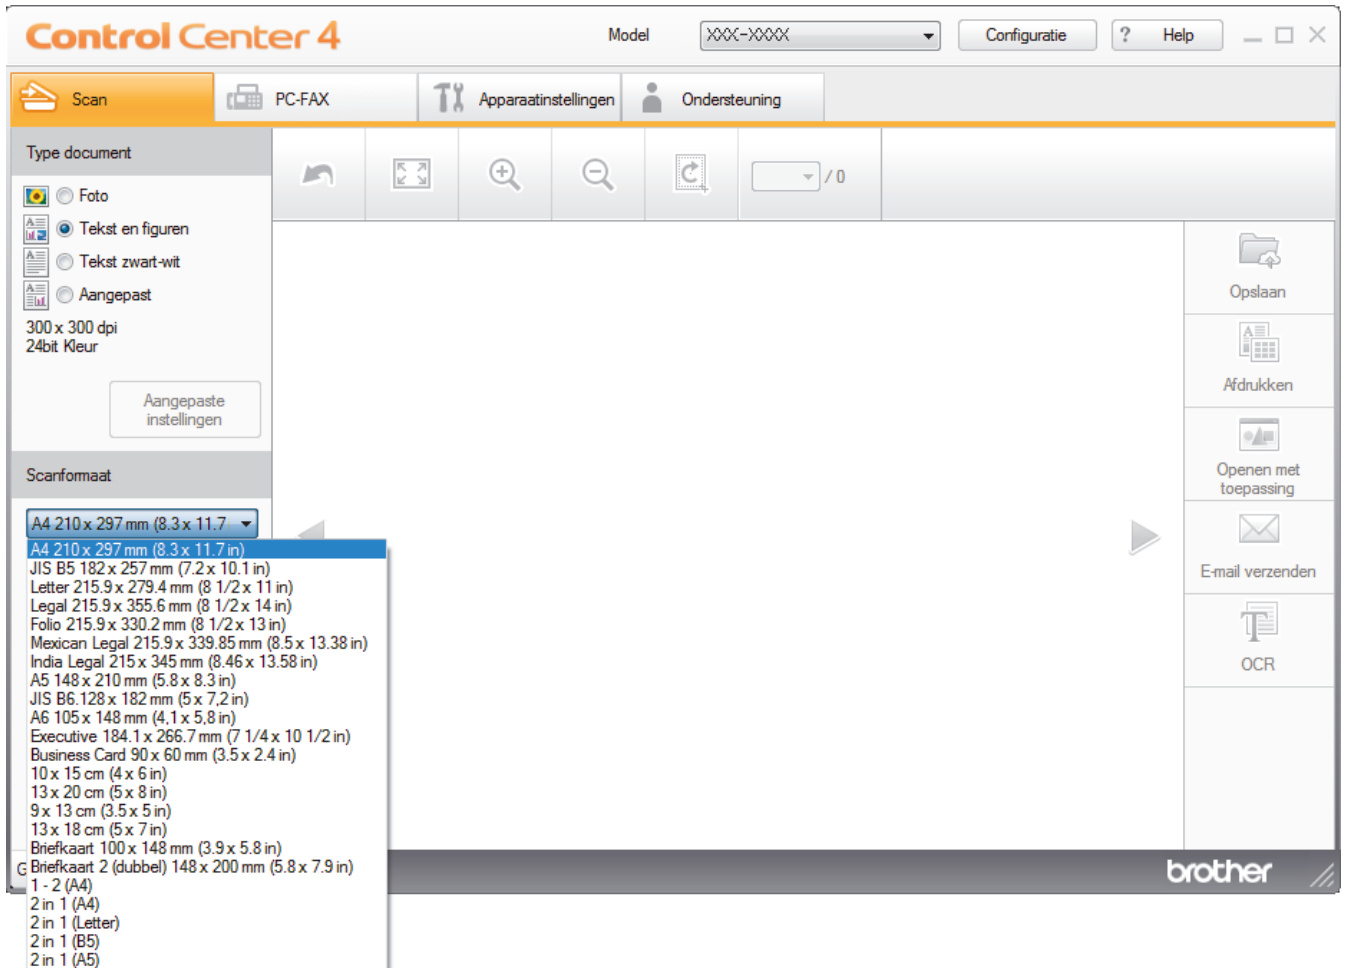 Control Center 4
Model
XXX-XXXX
Configuratie
? Help
Scan
PC-FAX
Apparaatinstellingen
Ondersteuning
Type document
Foto
Tekst en figuren
Tekst zwart-wit
Aangepast
300 x 300 dpi
24bit Kleur
Aangepaste
instellingen
/ 0
Scanformaat
A4 210 x 297 mm (8.3 x 11.7
A4 210 x 297 mm (8.3 x 11.7 in)
JIS B5 182 x 257 mm (7.2 x 10.1 in)
Letter 215.9 x 279.4 mm (8 1/2 x 11 in)
Legal 215.9 x 355.6 mm (8 1/2 x 14 in)
Folio 215.9 x 330.2 mm (8 1/2 x 13 in)
Mexican Legal 215.9 x 339.85 mm (8.5 x 13.38 in)
India Legal 215 x 345 mm (8.46 x 13.58 in)
A5 148 x 210 mm (5.8 x 8.3 in)
JIS B6.128 x 182 mm (5 x 7,2 in)
A6 105 x 148 mm (4,1 x 5,8 in)
Executive 184.1 x 266.7 mm (7 1/4 x 10 1/2 in)
Business Card 90 x 60 mm (3.5 x 2.4 in)
10 x 15 cm (4 x 6 in)
13 x 20 cm (5 x 8 in)
9 x 13 cm (3.5 x 5 in)
13 x 18 cm (5 x 7 in)
Briefkaart 100 x 148 mm (3.9 x 5.8 in)
Briefkaart 2 (dubbel) 148 x 200 mm (5.8 x 7.9 in)
1 - 2 (A4)
2 in 1 (A4)
2 in 1 (Letter)
2 in 1 (B5)
2 in 1 (A5)
Opslaan
Afdrukken
Openen met
toepassing
E-mail verzenden
OCR
brother